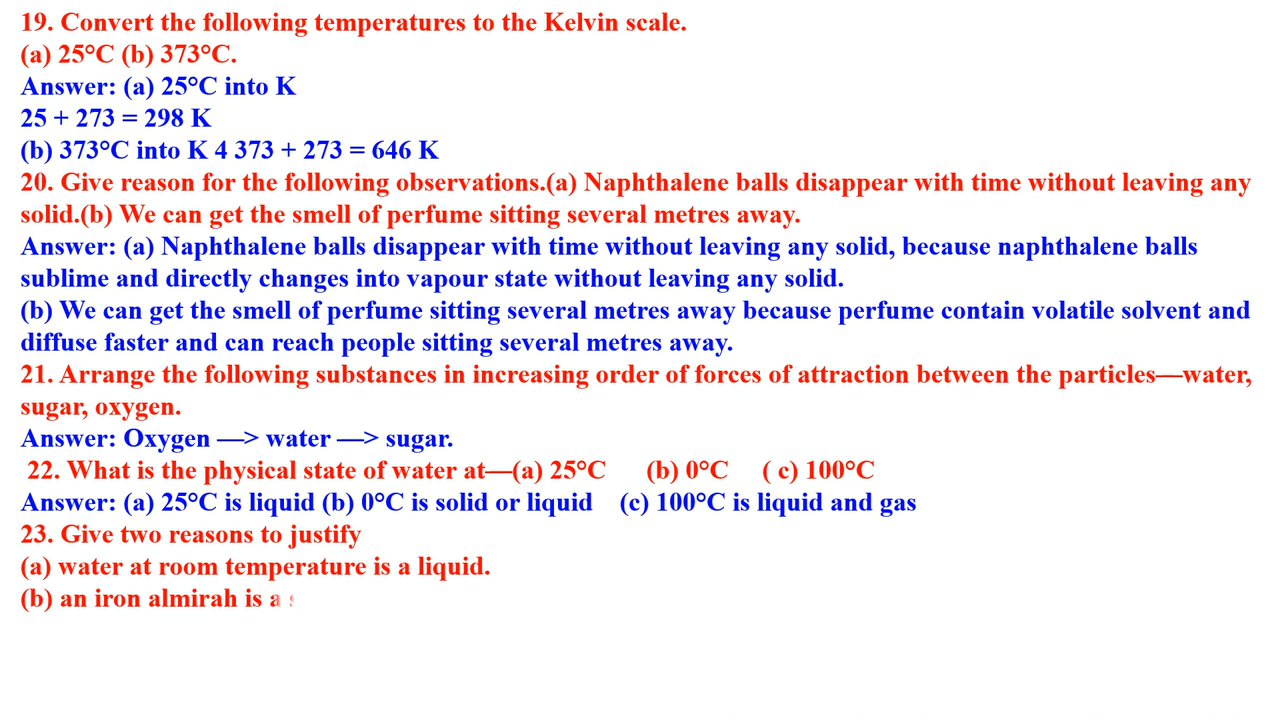 19. Convert the following temperatures to the Kelvin scale.
(a) 25°C (b) 373°C.
Answer: (a) 25°C into K
25 + 273 = 298 K
(b) 373°C into K 4 373 + 273 = 646 K
20. Give reason for the following observations.(a) Naphthalene balls disappear with time without leaving any
solid.(b) We can get the smell of perfume sitting several metres away.
Answer: (a) Naphthalene balls disappear with time without leaving any solid, because naphthalene balls
sublime and directly changes into vapour state without leaving any solid.
(b) We can get the smell of perfume sitting several metres away because perfume contain volatile solvent and
diffuse faster and can reach people sitting several metres away.
21. Arrange the following substances in increasing order of forces of attraction between the particles—water,
sugar, oxygen.
Answer: Oxygen —> water —> sugar.
22. What is the physical state of water at—(a) 25°C (b) 0°C ( c) 100°C
Answer: (a) 25°C is liquid (b) 0°C is solid or liquid (c) 100°C is liquid and gas
23. Give two reasons to justify
(a) water at room temperature is a liquid.
(b) an iron almirah is a